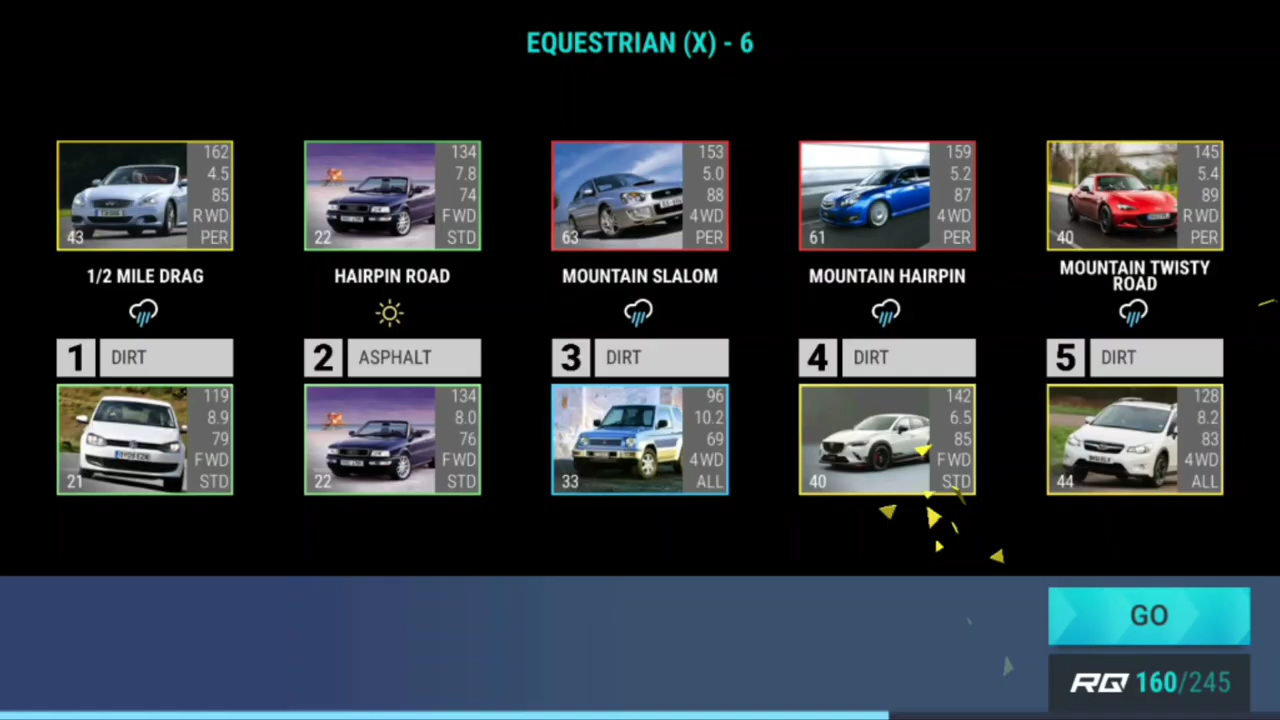 EQUESTRIAN (X) - 6
162
4.5
85
RWD
PER
43
134
7.8
74
FWD
STD
22
153
5.0
88
4WD
PER
63
159
5.2
87
4WD
PER
61
145
5.4
89
RWD
PER
40
1/2 MILE DRAG
HAIRPIN ROAD
MOUNTAIN SLALOM
MOUNTAIN HAIRPIN
MOUNTAIN TWISTY
ROAD
1 DIRT
2 ASPHALT
3 DIRT
4 DIRT
5 DIRT
119
8.9
79
FWD
STD
21
134
8.0
76
FWD
STD
22
96
10.2
69
4WD
ALL
33
142
6.5
85
FWD
STD
40
128
8.2
83
4WD
ALL
44
GO
RQ 160/245